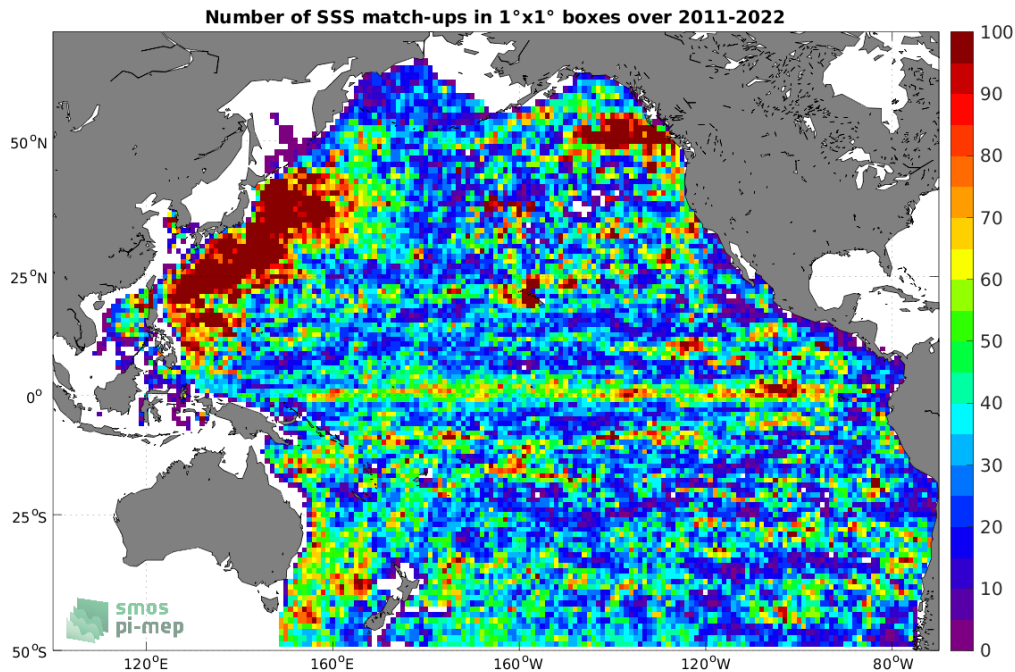 Number of SSS match-ups in 1°x1° boxes over 2011-2022
100
90
80
70
60
50
40
30
20
10
0
50°N
25°N
0°
25°S
50°S
120°E
160°E
160°W
120°W
80°W
smos
pi-mep